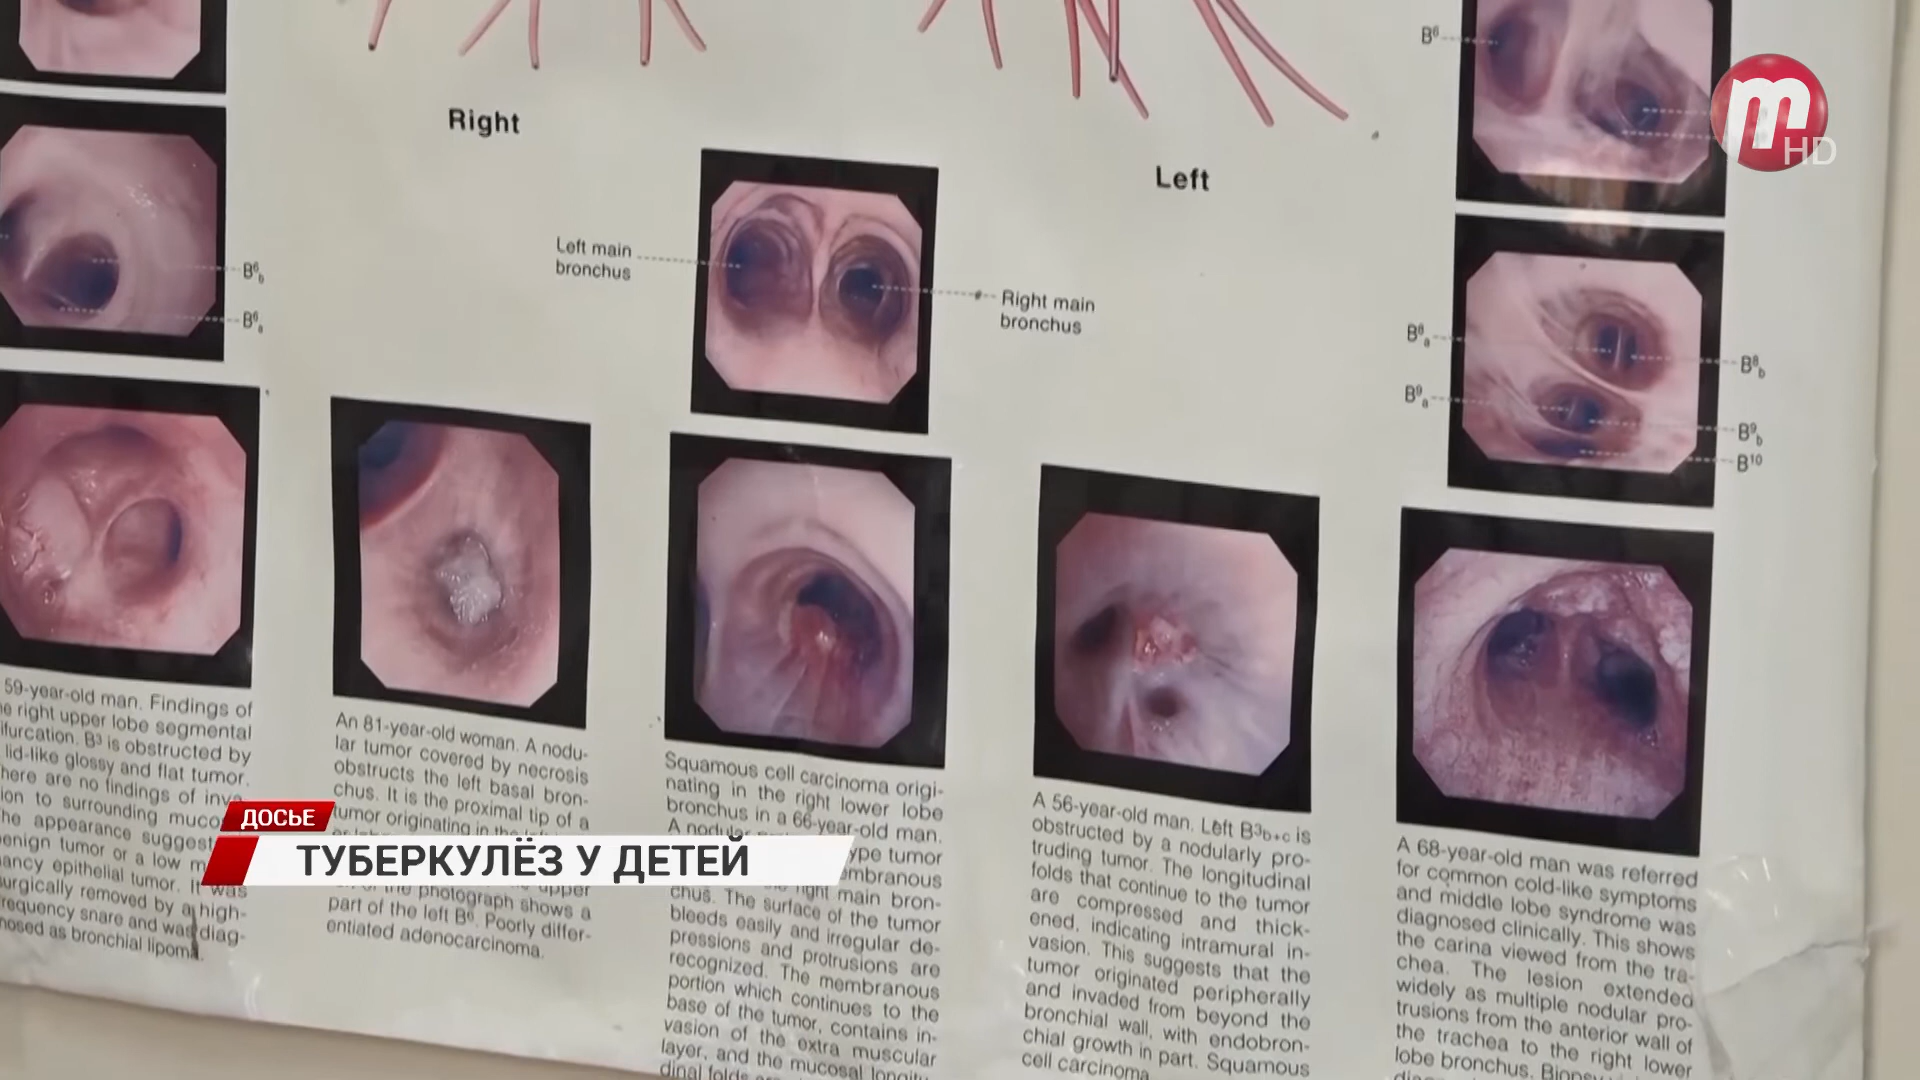 m
HD
B⁶
Right
Left
Left main
bronchus
Right main
bronchus
B⁶b
B⁶a
B⁸a
B⁸b
B⁹a
B⁹b
B¹⁰
59-year-old man. Findings of
right upper lobe segmental
B³ is obstructed by
lid-like glossy and flat tumor.
here are no findings of
to surrounding
appearance
tumor or a low
epithelial tumor. It was
surgically removed by a high-
frequency snare and was diag-
nosed as bronchial lipoma.
An 81-year-old woman. A nodu-
lar tumor covered by necrosis
obstructs the left basal bron-
chus. It is the proximal tip of a
tumor originating in the
the photograph shows a upper
part of the left B⁶. Poorly differ-
entiated adenocarcinoma.
Squamous cell carcinoma origi-
nating in the right lower lobe
bronchus in a 66-year-old man.
A nodular tumor
right main bron-
chus. The surface of the tumor
bleeds easily and irregular de-
pressions and protrusions are
recognized. The membranous
portion which continues to the
base of the tumor, contains in-
vasion of the extra muscular
layer, and the mucosal longitu-
dinal folds
A 56-year-old man. Left B³b+c is
obstructed by a nodularly pro-
truding tumor. The longitudinal
folds that continue to the tumor
are compressed and thick-
ened, indicating intramural in-
vasion. This suggests that the
tumor originated peripherally
and invaded from beyond the
bronchial wall, with endobron-
chial growth in part. Squamous
cell carcinoma
A 68-year-old man was referred
for common cold-like symptoms
and middle lobe syndrome was
diagnosed clinically. This shows
the carina viewed from the tra-
chea. The lesion extended
widely as multiple nodular pro-
trusions from the anterior wall of
the trachea to the right lower
lobe bronchus.
ДОСЬЕ
ТУБЕРКУЛЁЗ У ДЕТЕЙ